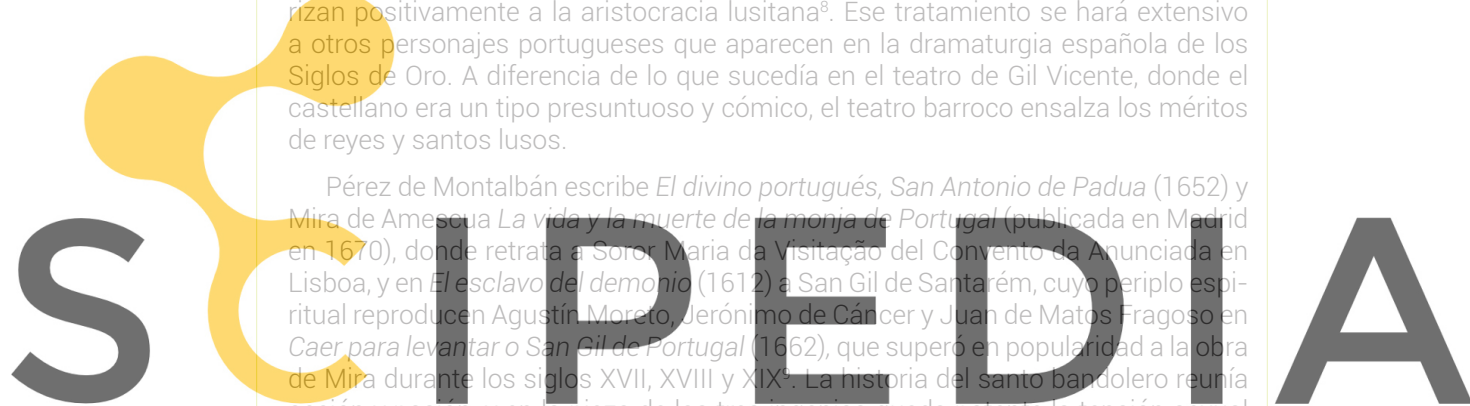 rizan positivamente a la aristocracia lusitana⁸. Ese tratamiento se hará extensivo
a otros personajes portugueses que aparecen en la dramaturgia española de los
Siglos de Oro. A diferencia de lo que sucedía en el teatro de Gil Vicente, donde el
castellano era un tipo presuntuoso y cómico, el teatro barroco ensalza los méritos
de reyes y santos lusos.
Pérez de Montalbán escribe El divino portugués, San Antonio de Padua (1652) y
Mira de Amescua La vida y la muerte de la monja de Portugal (publicada en Madrid
en 1670), donde retrata a Soror Maria da Visitação del Convento da Anunciada en
Lisboa, y en El esclavo del demonio (1612) a San Gil de Santarém, cuyo periplo espi-
ritual reproducen Agustín Moreto, Jerónimo de Cáncer y Juan de Matos Fragoso en
Caer para levantar o San Gil de Portugal (1662), que superó en popularidad a la obra
de Mira durante los siglos XVII, XVIII y XIX⁹. La historia del santo bandolero reunía
SCIPEDIA